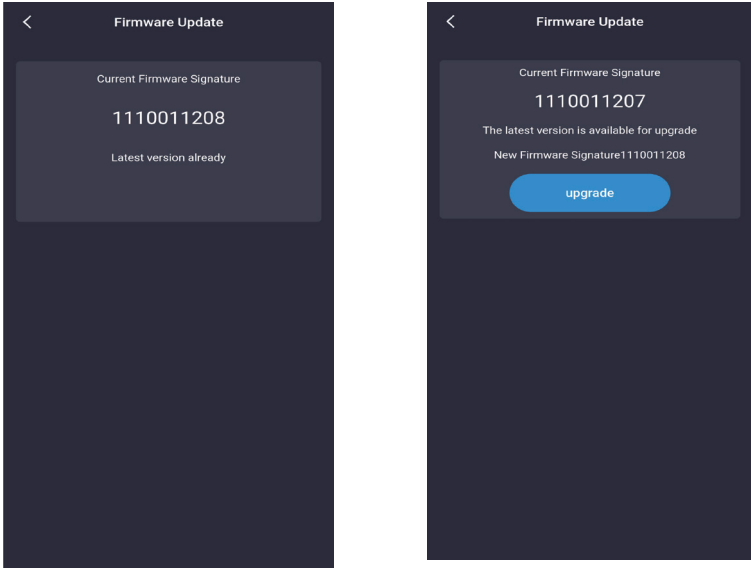 Firmware Update
Current Firmware Signature
1110011208
Latest version already
Firmware Update
Current Firmware Signature
1110011207
The latest version is available for upgrade
New Firmware Signature1110011208
upgrade